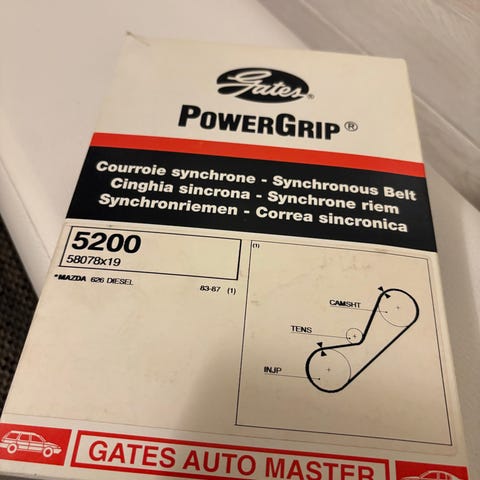 Gates®
POWERGRIP®
Courroie synchrone - Synchronous Belt
Cinghia sincrona - Synchrone riem
Synchronriemen - Correa sincronica
5200
58078x19
*MAZDA 626 DIESEL 83-87 (1)
(1)
CAMSHT
TENS
INJP
GATES AUTO MASTER